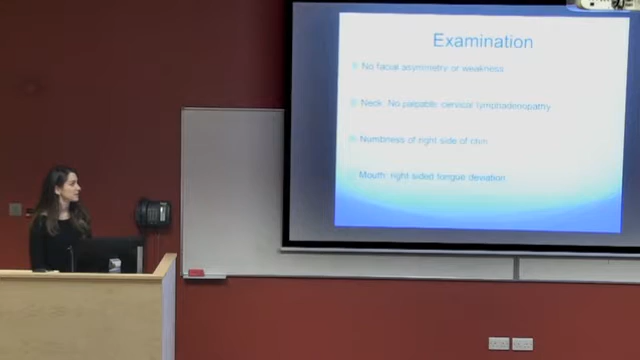 Examination
No facial asymmetry or weakness
Neck: No palpable cervical lymphadenopathy
Numbness of right side of chin
Mouth: right sided tongue deviation